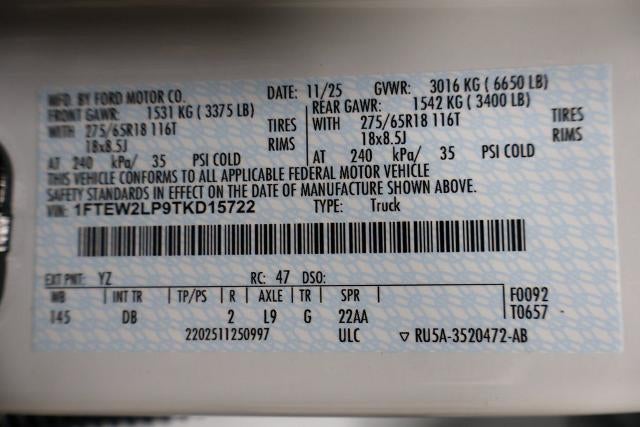 MFD. BY FORD MOTOR CO. DATE: 11/25 GVWR: 3016 KG ( 6650 LB)
FRONT GAWR: 1531 KG ( 3375 LB) REAR GAWR: 1542 KG ( 3400 LB)
WITH 275/65R18 116T TIRES WITH 275/65R18 116T TIRES
18x8.5J RIMS 18x8.5J RIMS
AT 240 kPa/ 35 PSI COLD AT 240 kPa/ 35 PSI COLD
THIS VEHICLE CONFORMS TO ALL APPLICABLE FEDERAL MOTOR VEHICLE
SAFETY STANDARDS IN EFFECT ON THE DATE OF MANUFACTURE SHOWN ABOVE.
VIN: 1FTEW2LP9TKD15722 TYPE: Truck
EXT PNT: YZ RC: 47 DSO:
WB INT TR TP/PS R AXLE TR SPR F0092
145 DB 2 L9 G 22AA T0657
2202511250997 ULC ▽ RU5A-3520472-AB